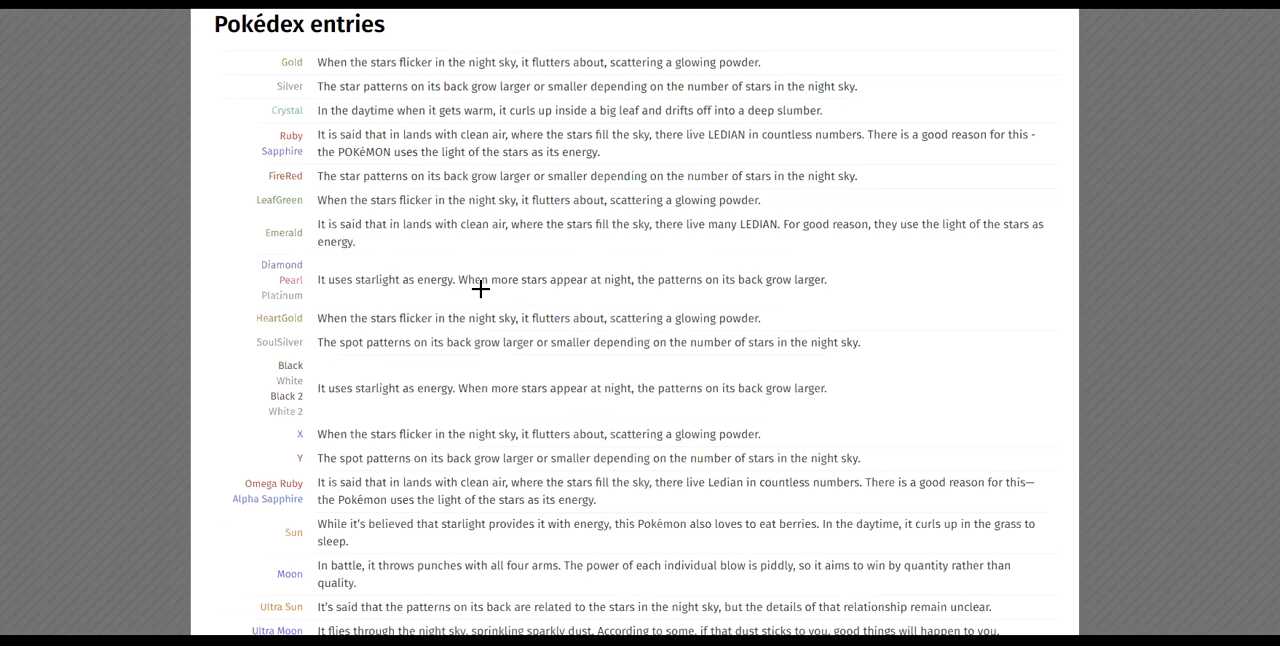 Pokédex entries
Gold When the stars flicker in the night sky, it flutters about, scattering a glowing powder.
Silver The star patterns on its back grow larger or smaller depending on the number of stars in the night sky.
Crystal In the daytime when it gets warm, it curls up inside a big leaf and drifts off into a deep slumber.
Ruby It is said that in lands with clean air, where the stars fill the sky, there live LEDIAN in countless numbers. There is a good reason for this -
Sapphire the POKéMON uses the light of the stars as its energy.
FireRed The star patterns on its back grow larger or smaller depending on the number of stars in the night sky.
LeafGreen When the stars flicker in the night sky, it flutters about, scattering a glowing powder.
It is said that in lands with clean air, where the stars fill the sky, there live many LEDIAN. For good reason, they use the light of the stars as
Emerald
energy.
Diamond
Pearl It uses starlight as energy. When more stars appear at night, the patterns on its back grow larger.
Platinum
HeartGold When the stars flicker in the night sky, it flutters about, scattering a glowing powder.
SoulSilver The spot patterns on its back grow larger or smaller depending on the number of stars in the night sky.
Black
White
It uses starlight as energy. When more stars appear at night, the patterns on its back grow larger.
Black 2
White 2
X When the stars flicker in the night sky, it flutters about, scattering a glowing powder.
Y The spot patterns on its back grow larger or smaller depending on the number of stars in the night sky.
Omega Ruby It is said that in lands with clean air, where the stars fill the sky, there live Ledian in countless numbers. There is a good reason for this—
Alpha Sapphire the Pokémon uses the light of the stars as its energy.
While it's believed that starlight provides it with energy, this Pokémon also loves to eat berries. In the daytime, it curls up in the grass to
Sun
sleep.
In battle, it throws punches with all four arms. The power of each individual blow is piddly, so it aims to win by quantity rather than
Moon
quality.
Ultra Sun It's said that the patterns on its back are related to the stars in the night sky, but the details of that relationship remain unclear.
Ultra Moon It flies through the night sky, sprinkling sparkly dust. According to some, if that dust sticks to you, good things will happen to you.